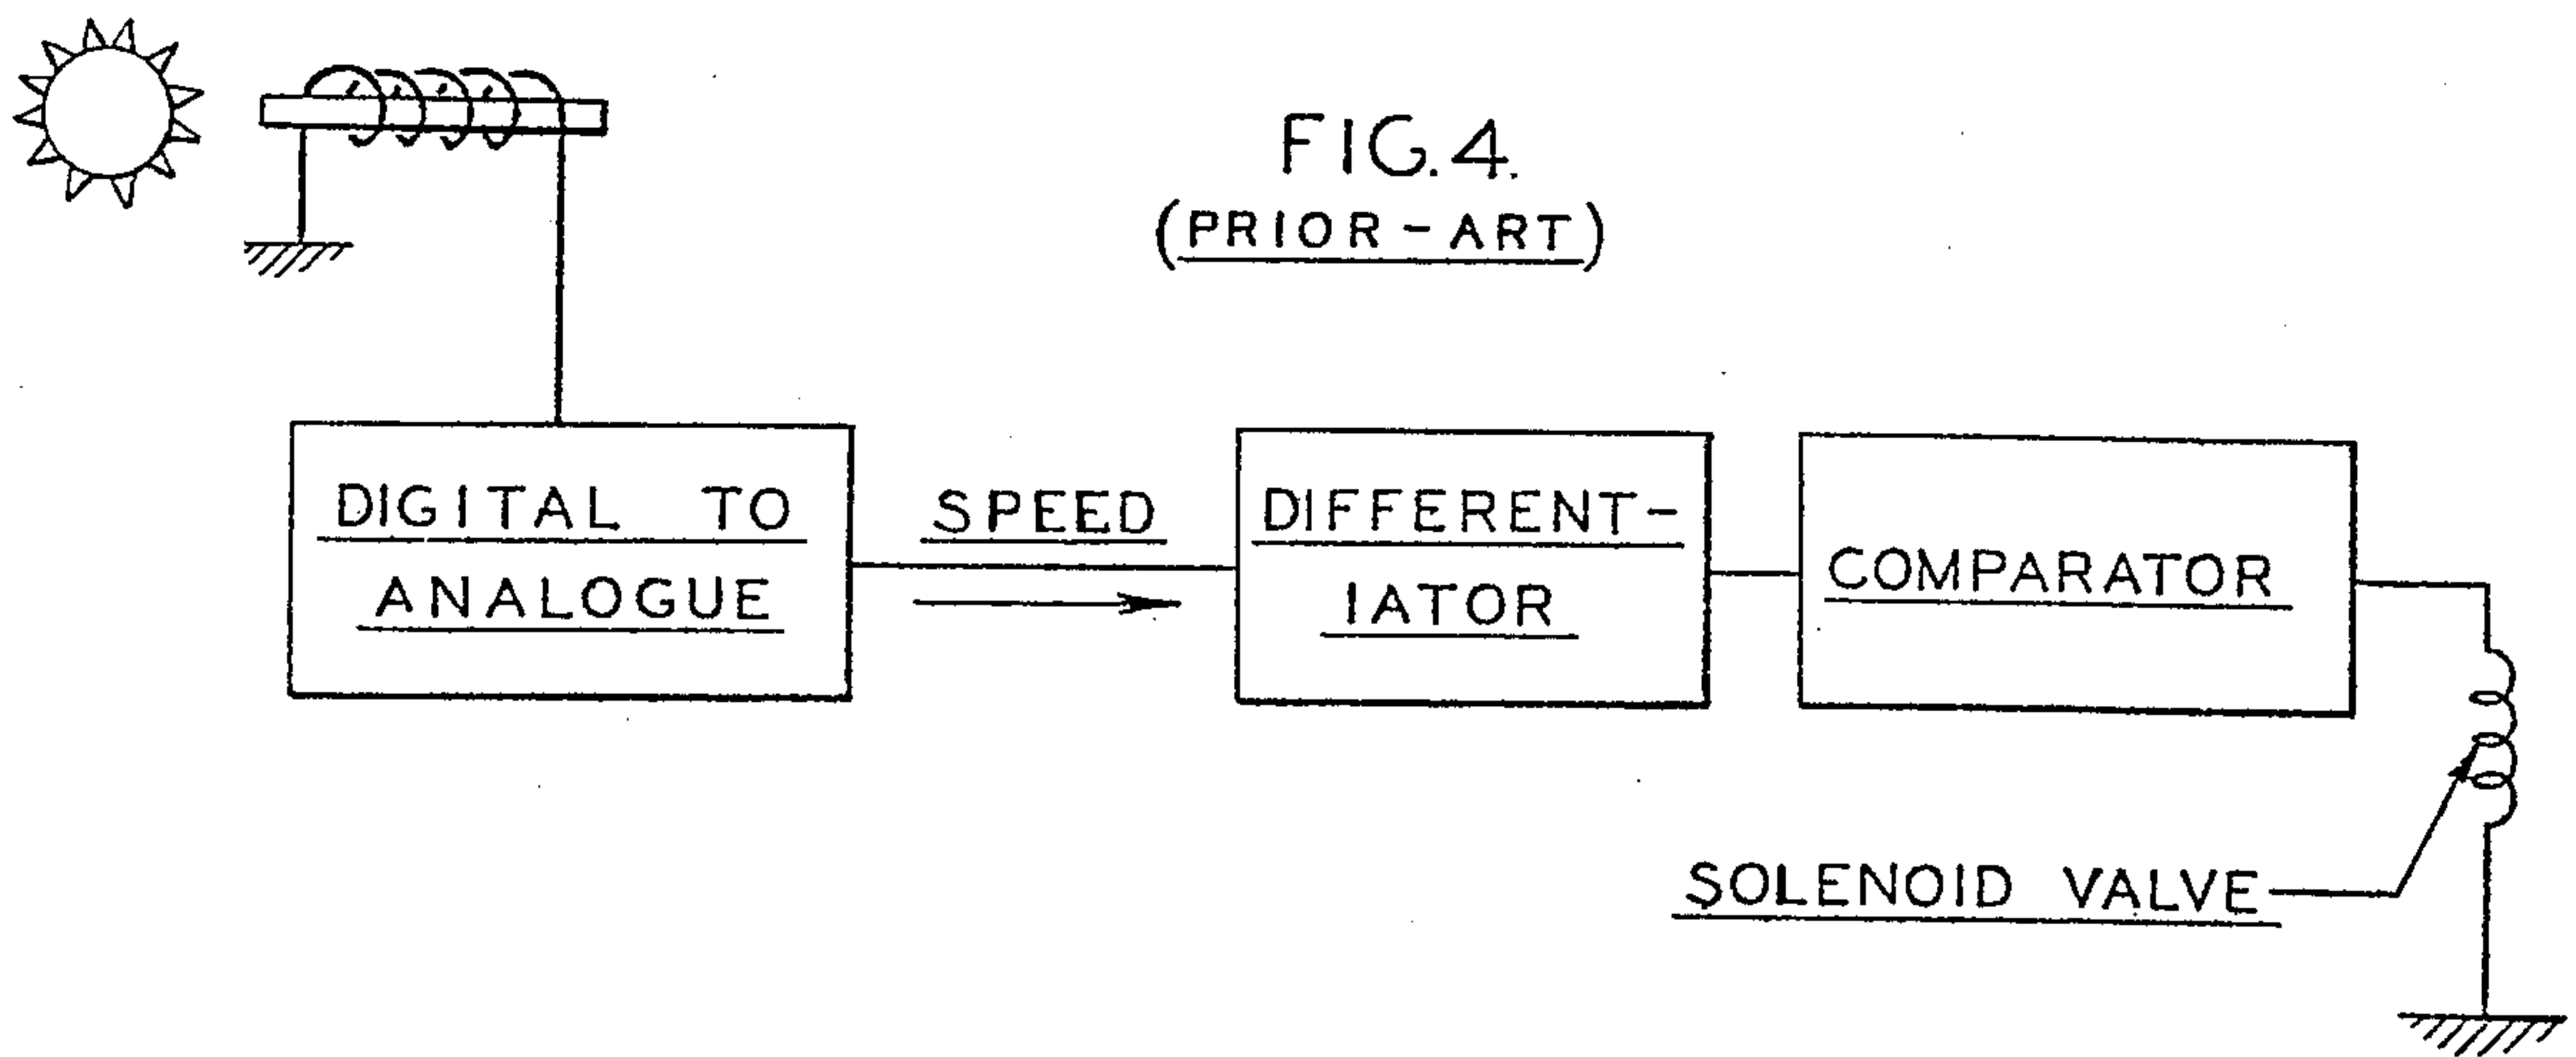 FIG.4.
(PRIOR-ART)
DIGITAL TO
ANALOGUE
SPEED
DIFFERENT-
IATOR
COMPARATOR
SOLENOID VALVE